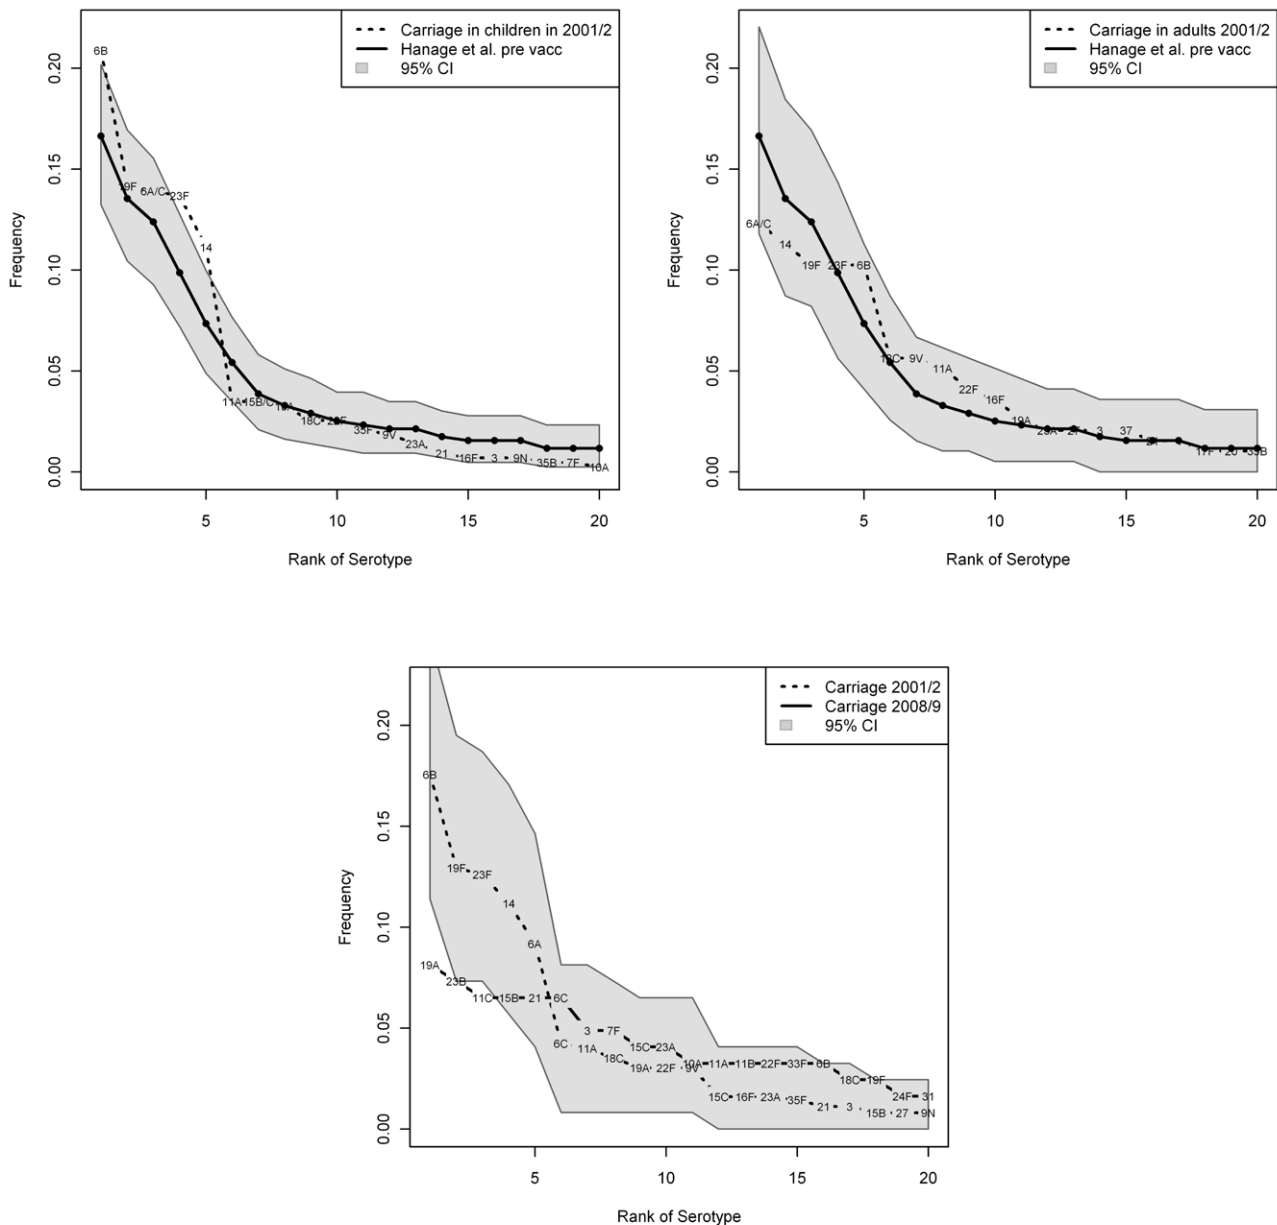 Carriage in children in 2001/2
Hanage et al. pre vacc
95% CI
Frequency
0.20
0.15
0.10
0.05
0.00
6B
9F 6A/C 23F
14
11A 15B/C
18C 22F 35F 9V 23A 21 16F 3 9N 35B 7F 10A
5 10 15 20
Rank of Serotype
Carriage in adults 2001/2
Hanage et al. pre vacc
95% CI
Frequency
0.20
0.15
0.10
0.05
0.00
6A/C 14 19F 23F 6B
18C 9V 11A 22F 16F 19A 23A 27 3 37
17F 20 35B
5 10 15 20
Rank of Serotype
Carriage 2001/2
Carriage 2008/9
95% CI
Frequency
0.20
0.15
0.10
0.05
0.00
6B
19F 23F
14
6A
19A 23B 11C 15B 21 6C
3 7F 15C 23A 10A 11A 11B 22F 33F 6B 18C 19F 24F 31
6C 11A 18C 19A 22F 9V 15C 16F 23A 35F 21 3 15B 27 9N
5 10 15 20
Rank of Serotype